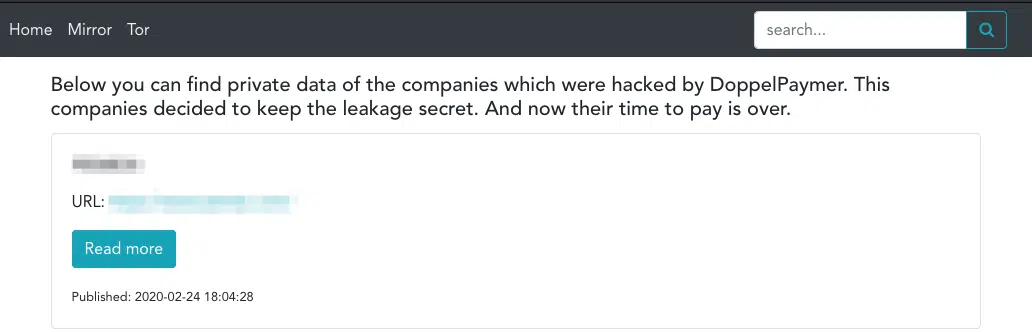 Home Mirror Tor search...
Below you can find private data of the companies which were hacked by DoppelPaymer. This
companies decided to keep the leakage secret. And now their time to pay is over.
URL:
Read more
Published: 2020-02-24 18:04:28